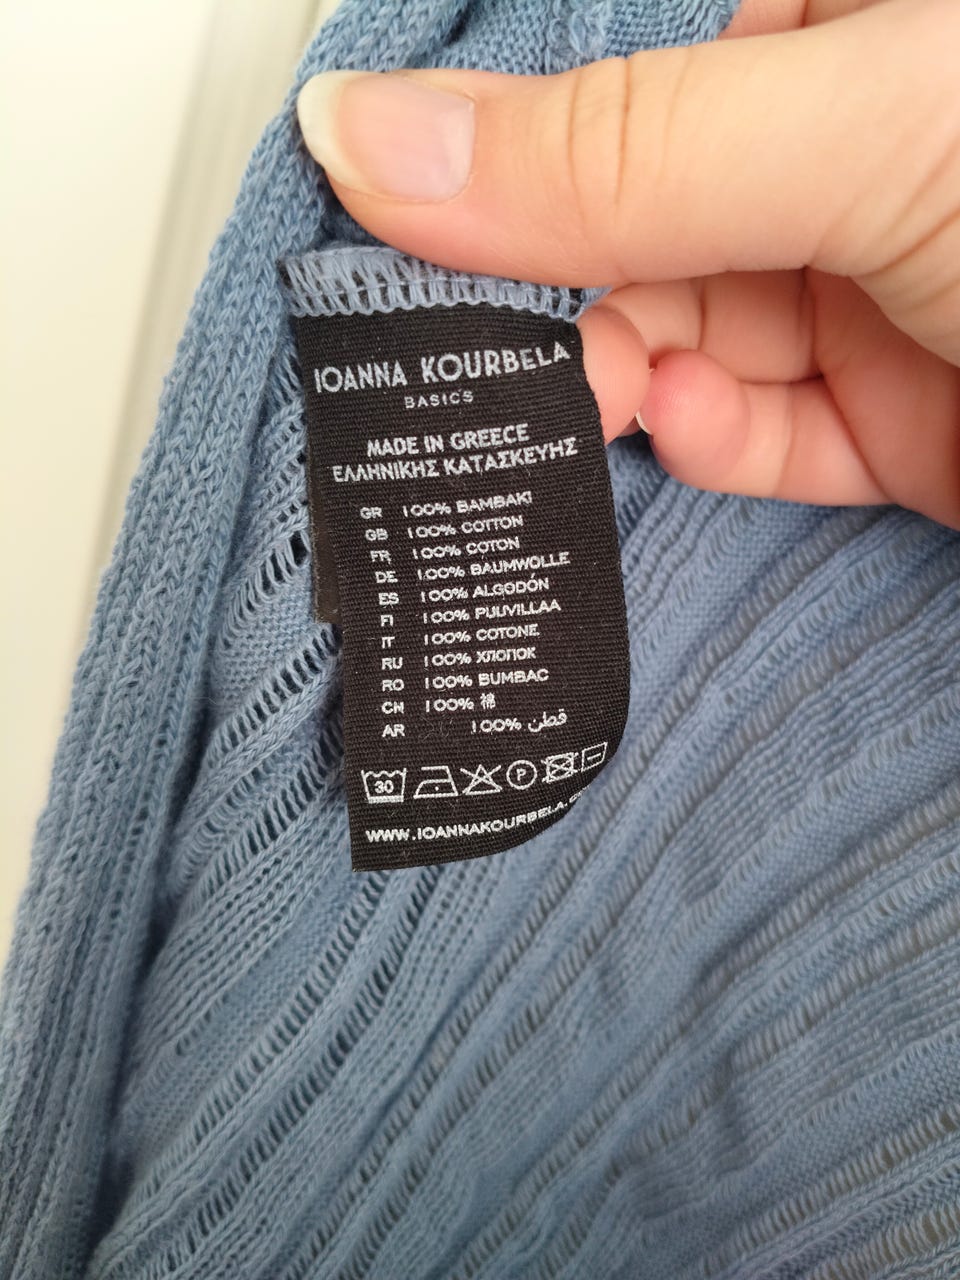 IOANNA KOURBELA
BASICS
MADE IN GREECE
ΕΛΛΗΝΙΚΗΣ ΚΑΤΑΣΚΕΥΗΣ
GR 100% ΒΑΜΒΑΚΙ
GB 100% COTTON
FR 100% COTON
DE 100% BAUMWOLLE
ES 100% ALGODÓN
FI 100% PUUVILLAA
IT 100% COTONE
RU 100% ХЛОПОК
RO 100% BUMBAC
CN 100% 棉
AR 100% قطن
30 P
WWW.IOANNAKOURBELA.